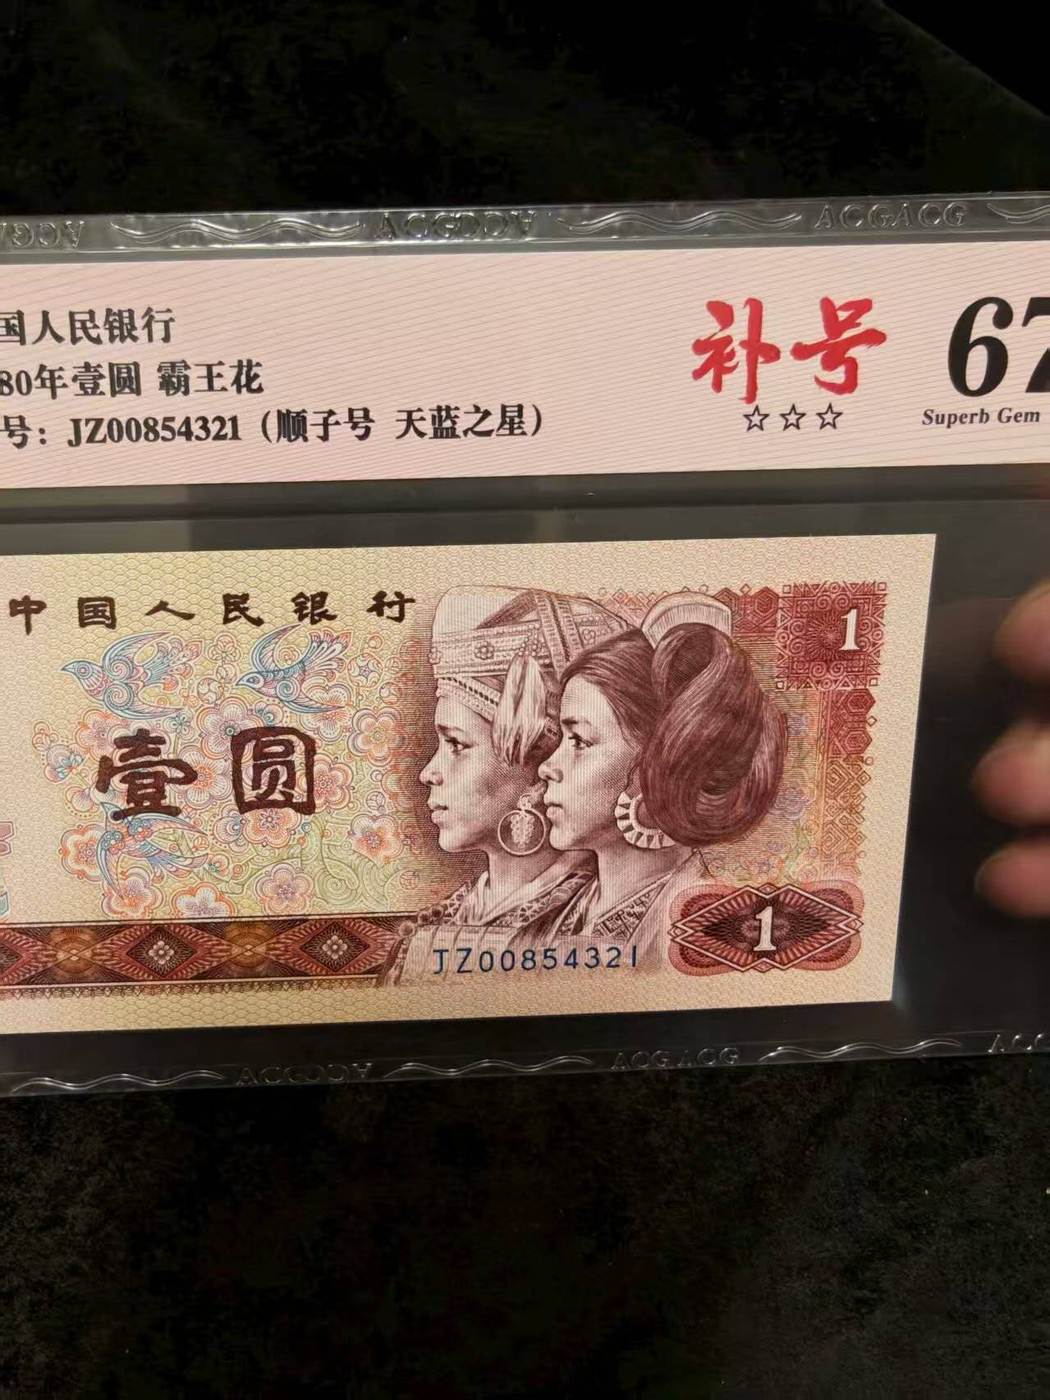 ACGACG
国人民银行
补号
67
80年壹圆 霸王花
☆☆☆
Superb Gem
号：JZ00854321（顺子号 天蓝之星）
中国人民银行
1
壹圆
1
JZ00854321
ACGACG